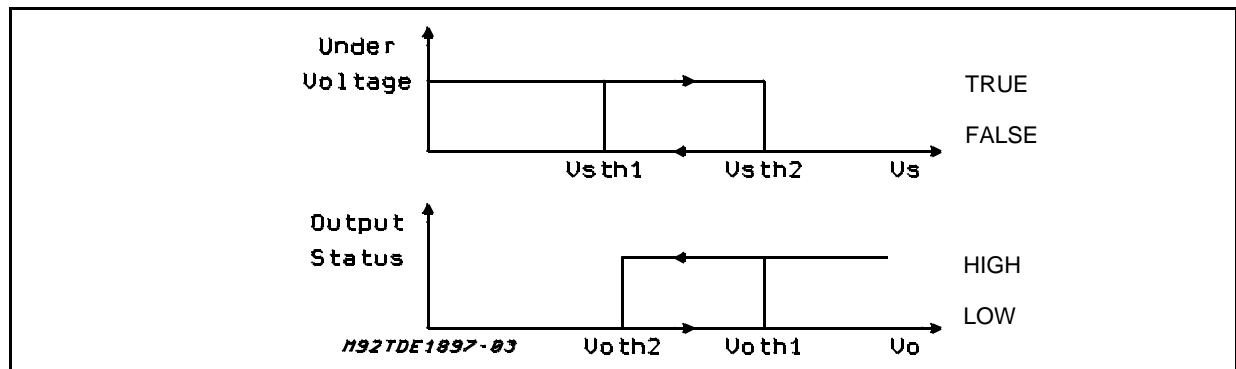 Under
Voltage
TRUE
FALSE
Vsth1 Vsth2 Vs
Output
Status
HIGH
LOW
M92TDE1897-03 Voth2 Voth1 Vo